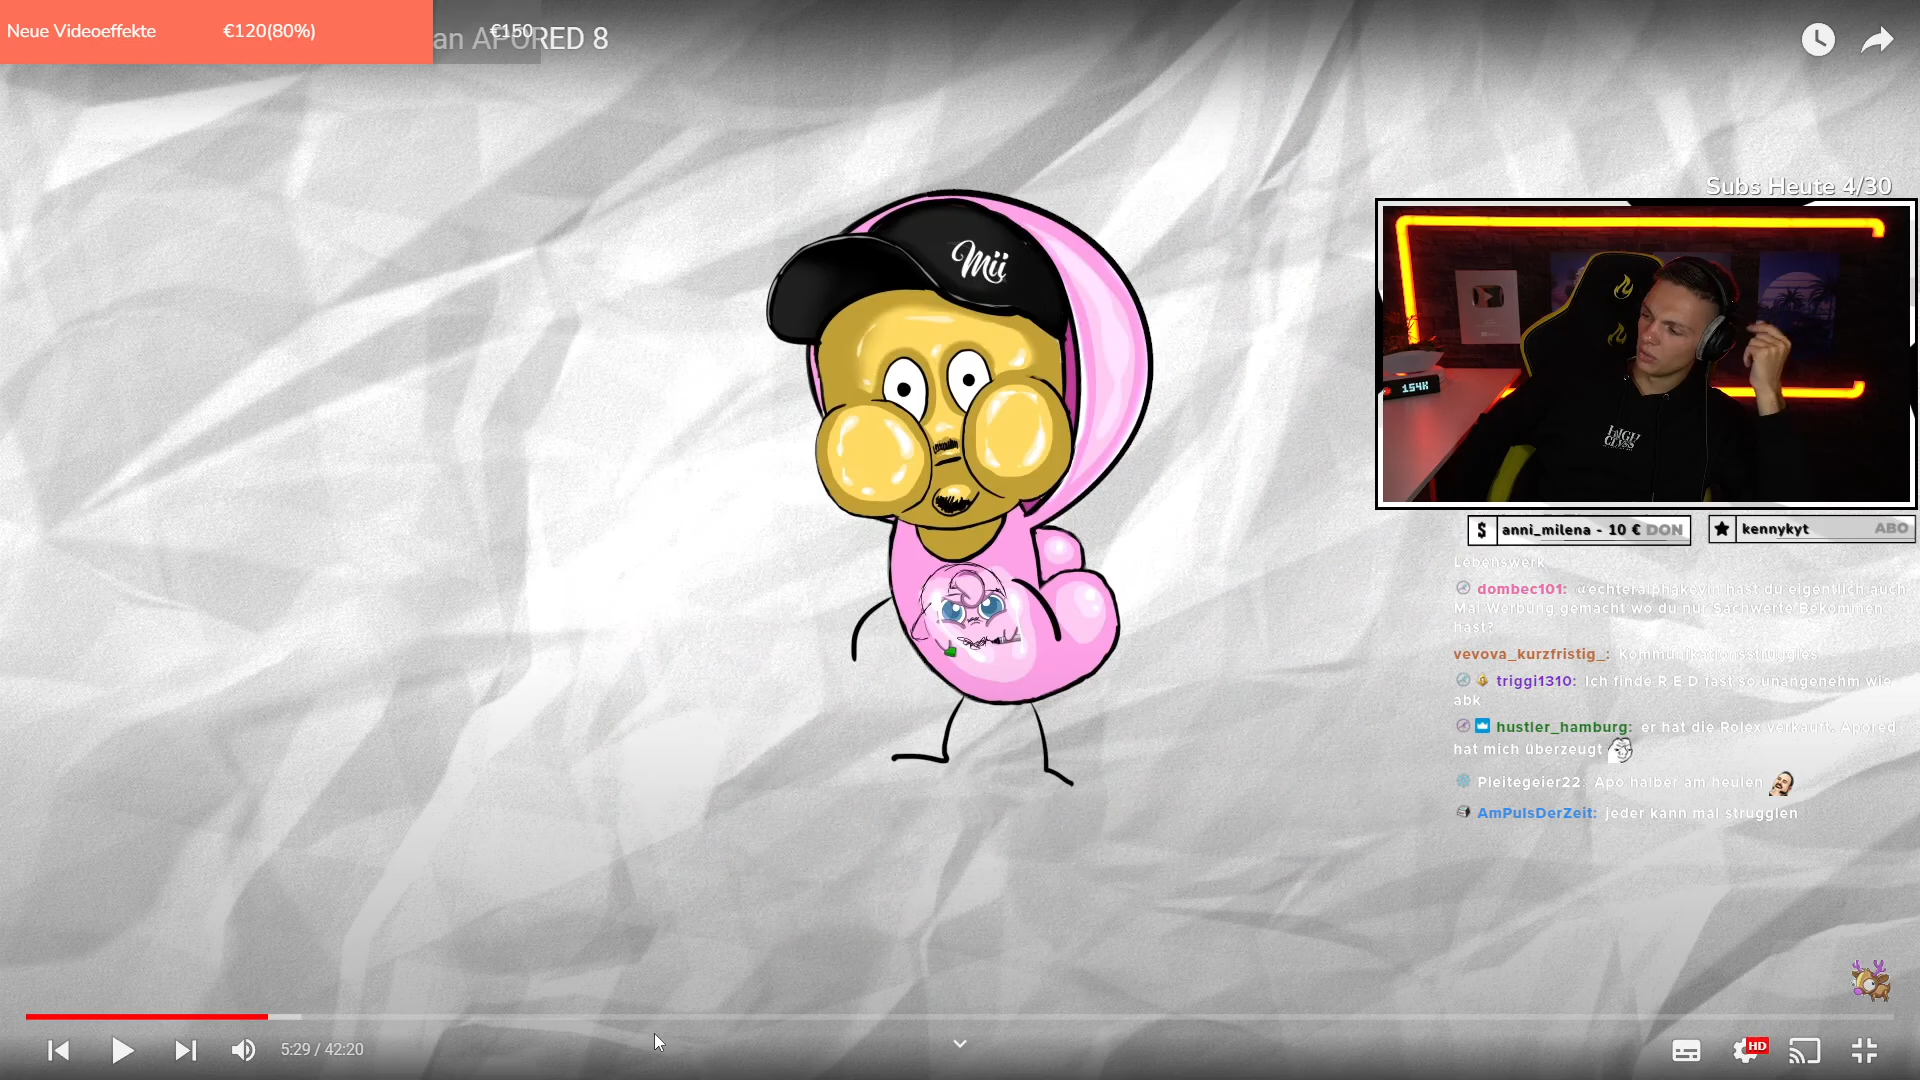 Neue Videoeffekte €120(80%) €150
an APORED 8
Mii
Subs Heute 4/30
154K
HIGH
CLASS
$ anni_milena - 10 € DON
kennykyt ABO
Lebenswerk
dombec101: @echteralphakevin hast du eigentlich auch
Mal Werbung gemacht wo du nur Sachwerte Bekommen
hast?
vevova_kurzfristig_: Kommunikationsstruggles
triggi1310: Ich finde R E D fast so unangenehm wie
abk
hustler_hamburg: er hat die Rolex verkauft. Apored
hat mich überzeugt
Pleitegeier22: Apo halber am heulen
AmPulsDerZeit: jeder kann mal strugglen
5:29 / 42:20
HD